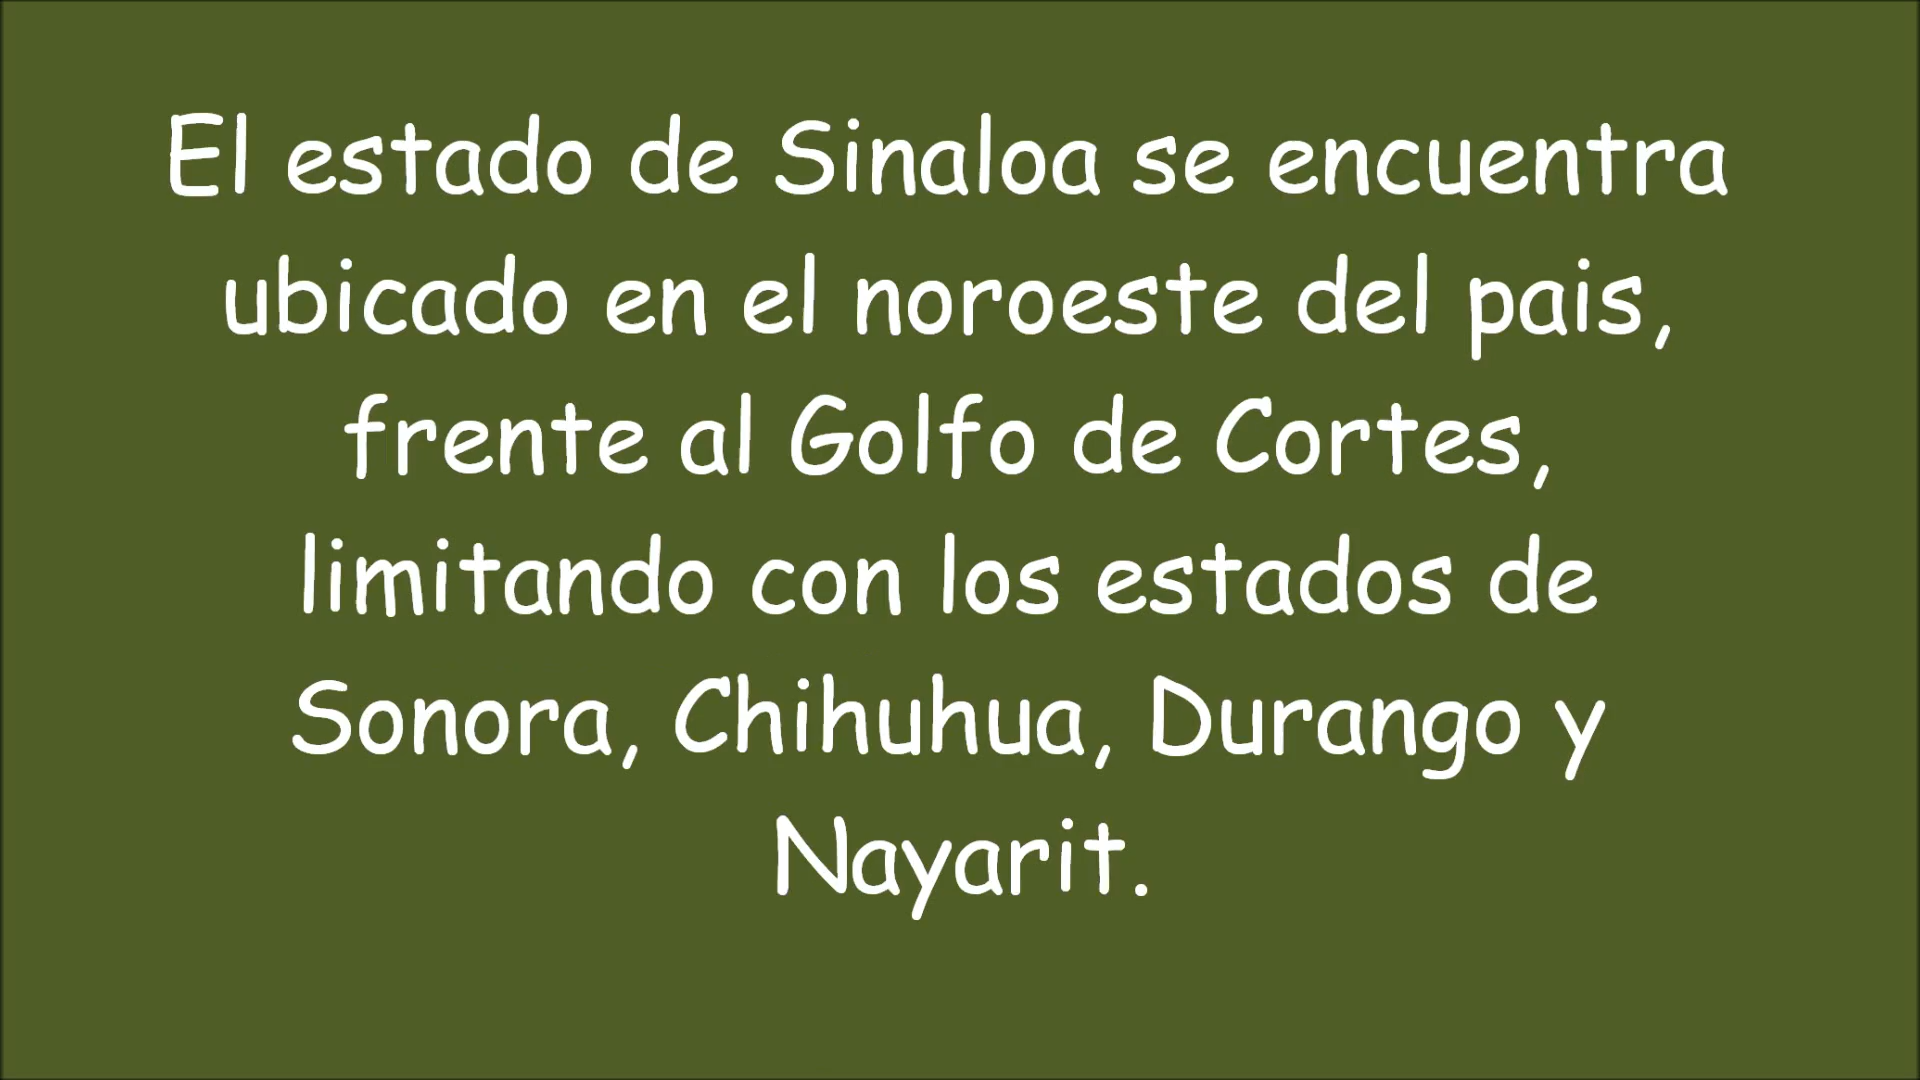 El estado de Sinaloa se encuentra
ubicado en el noroeste del pais,
frente al Golfo de Cortes,
limitando con los estados de
Sonora, Chihuhua, Durango y
Nayarit.